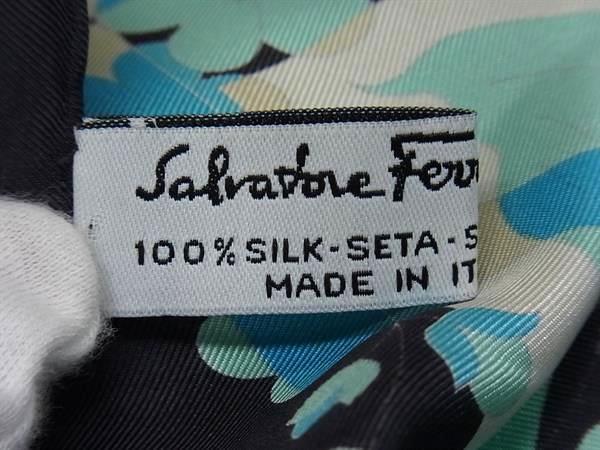 Salvatore Ferr
100% SILK-SETA-S
MADE IN IT